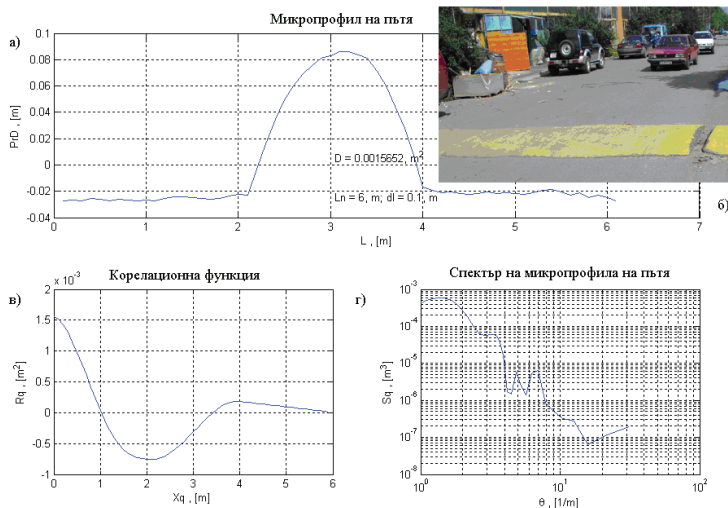 Микропрофил на пътя
а)
0.1
0.08
0.06
0.04
0.02
0
-0.02
-0.04
PrD , [m]
D = 0.0015652, m²
Ln = 6, m; dl = 0.1, m
0 1 2 3 4 5 6 7
L , [m]
б)
Корелационна функция
в)
x 10⁻³
2
1.5
1
0.5
0
-0.5
-1
Rq , [m²]
0 1 2 3 4 5 6
Xq , [m]
Спектър на микропрофила на пътя
г)
10⁻³
10⁻⁴
10⁻⁵
10⁻⁶
10⁻⁷
10⁻⁸
Sq , [m³]
10⁰ 10¹ 10²
θ , [1/m]